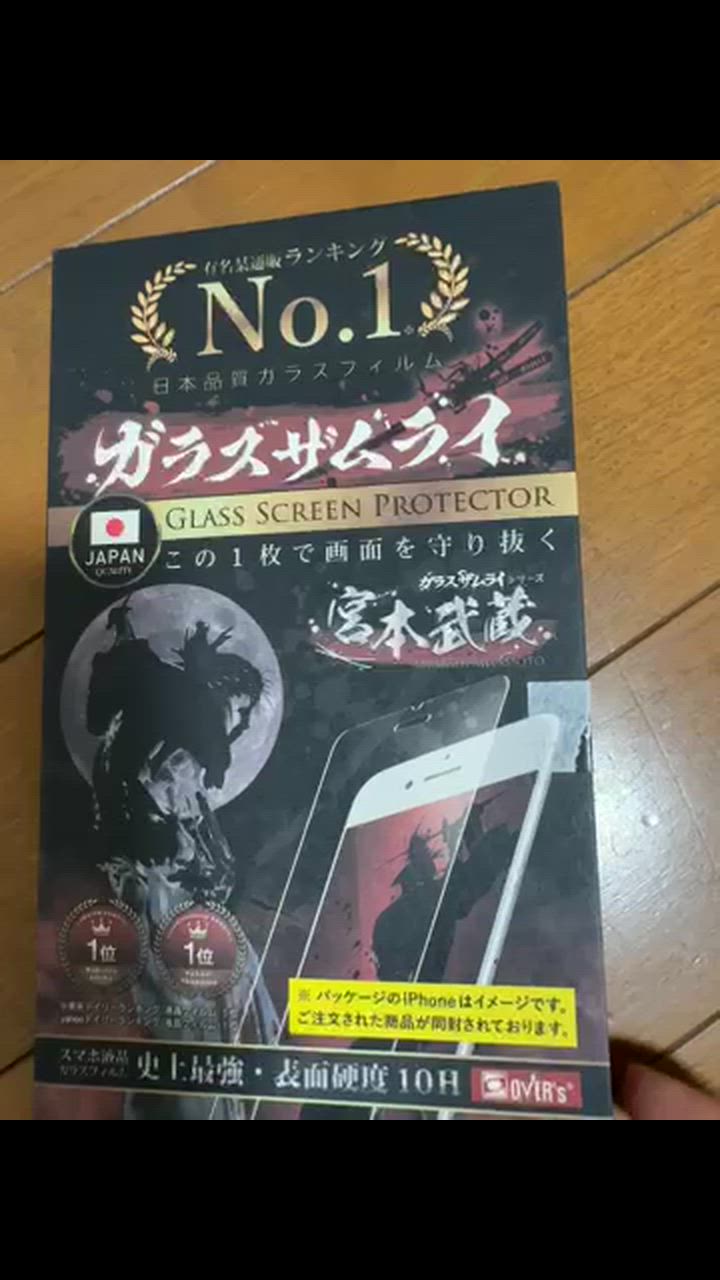 有名某通販ランキング
No.1※
日本品質ガラスフィルム
ガラスザムライ
GLASS SCREEN PROTECTOR
JAPAN
QUALITY
この1枚で画面を守り抜く
ガラスザムライシリーズ
宮本武蔵
1位
1位
※ パッケージのiPhoneはイメージです。
ご注文された商品が同封されております。
スマホ液晶
ガラスフィルム
史上最強・表面硬度10H
OVER's